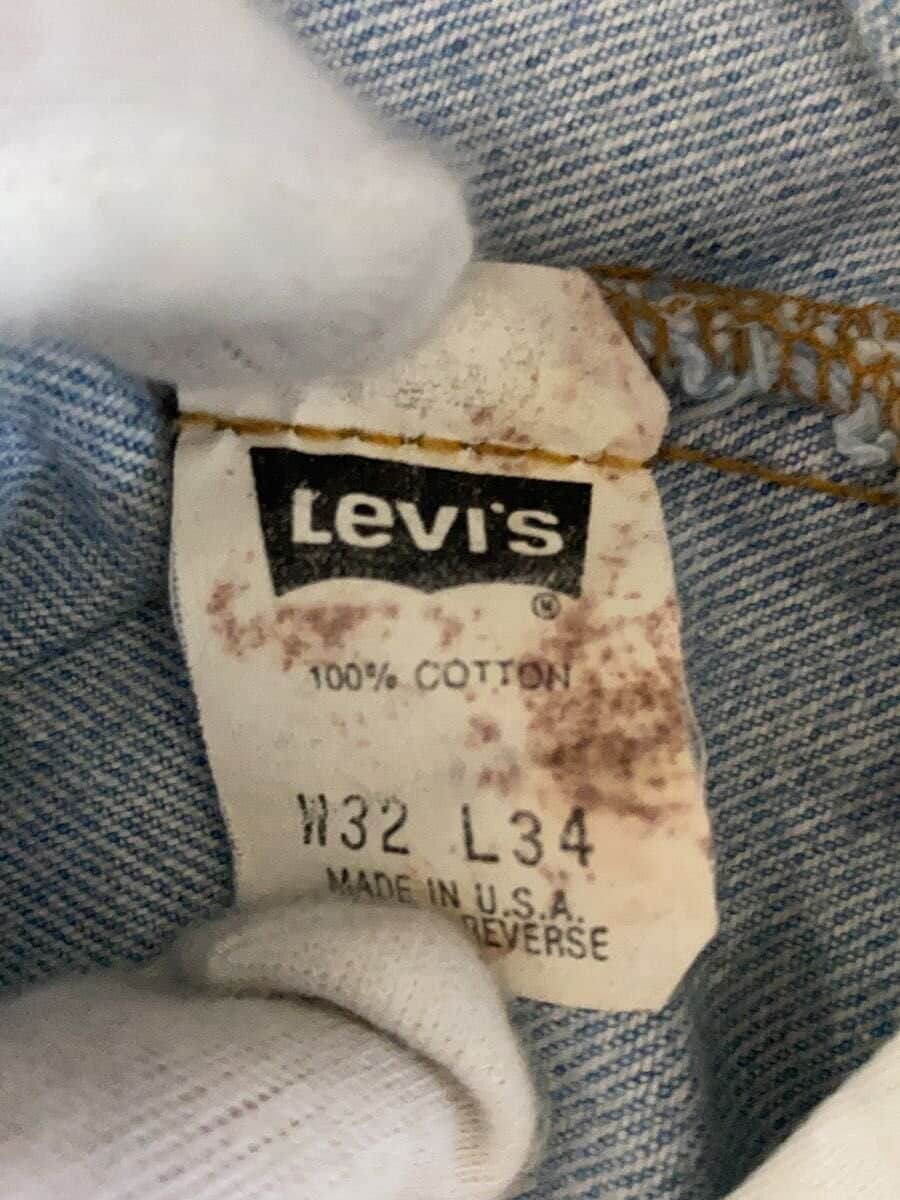 Levi's
®
100% COTTON
W32 L34
MADE IN U.S.A.
REVERSE